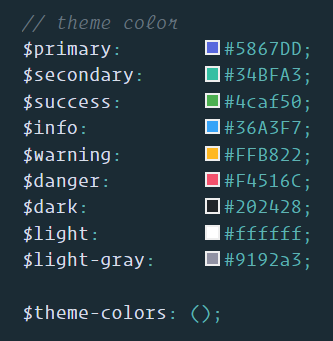 // theme color
$primary: #5867DD;
$secondary: #34BFA3;
$success: #4caf50;
$info: #36A3F7;
$warning: #FFB822;
$danger: #F4516C;
$dark: #202428;
$light: #ffffff;
$light-gray: #9192a3;
$theme-colors: ();